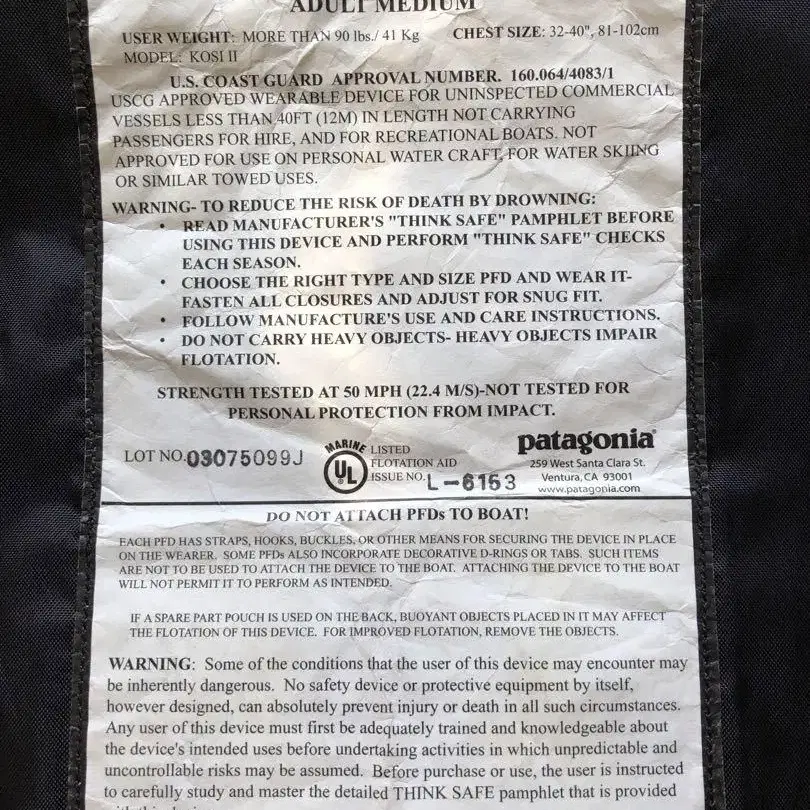 ADULT MEDIUM
USER WEIGHT: MORE THAN 90 lbs./ 41 Kg CHEST SIZE: 32-40", 81-102cm
MODEL: KOSI II
U.S. COAST GUARD APPROVAL NUMBER. 160.064/4083/1
USCG APPROVED WEARABLE DEVICE FOR UNINSPECTED COMMERCIAL
VESSELS LESS THAN 40FT (12M) IN LENGTH NOT CARRYING
PASSENGERS FOR HIRE, AND FOR RECREATIONAL BOATS. NOT
APPROVED FOR USE ON PERSONAL WATER CRAFT, FOR WATER SKIING
OR SIMILAR TOWED USES.
WARNING- TO REDUCE THE RISK OF DEATH BY DROWNING:
• READ MANUFACTURER'S "THINK SAFE" PAMPHLET BEFORE
USING THIS DEVICE AND PERFORM "THINK SAFE" CHECKS
EACH SEASON.
• CHOOSE THE RIGHT TYPE AND SIZE PFD AND WEAR IT-
FASTEN ALL CLOSURES AND ADJUST FOR SNUG FIT.
• FOLLOW MANUFACTURE'S USE AND CARE INSTRUCTIONS.
• DO NOT CARRY HEAVY OBJECTS- HEAVY OBJECTS IMPAIR
FLOTATION.
STRENGTH TESTED AT 50 MPH (22.4 M/S)-NOT TESTED FOR
PERSONAL PROTECTION FROM IMPACT.
LOT NO. 03075099J
MARINE
UL
LISTED
FLOTATION AID
ISSUE NO. L-6153
patagonia®
259 West Santa Clara St.
Ventura, CA 93001
www.patagonia.com
DO NOT ATTACH PFDs TO BOAT!
EACH PFD HAS STRAPS, HOOKS, BUCKLES, OR OTHER MEANS FOR SECURING THE DEVICE IN PLACE
ON THE WEARER. SOME PFDs ALSO INCORPORATE DECORATIVE D-RINGS OR TABS. SUCH ITEMS
ARE NOT TO BE USED TO ATTACH THE DEVICE TO THE BOAT. ATTACHING THE DEVICE TO THE BOAT
WILL NOT PERMIT IT TO PERFORM AS INTENDED.
IF A SPARE PART POUCH IS USED ON THE BACK, BUOYANT OBJECTS PLACED IN IT MAY AFFECT
THE FLOTATION OF THIS DEVICE. FOR IMPROVED FLOTATION, REMOVE THE OBJECTS.
WARNING: Some of the conditions that the user of this device may encounter may
be inherently dangerous. No safety device or protective equipment by itself,
however designed, can absolutely prevent injury or death in all such circumstances.
Any user of this device must first be adequately trained and knowledgeable about
the device's intended uses before undertaking activities in which unpredictable and
uncontrollable risks may be assumed. Before purchase or use, the user is instructed
to carefully study and master the detailed THINK SAFE pamphlet that is provided